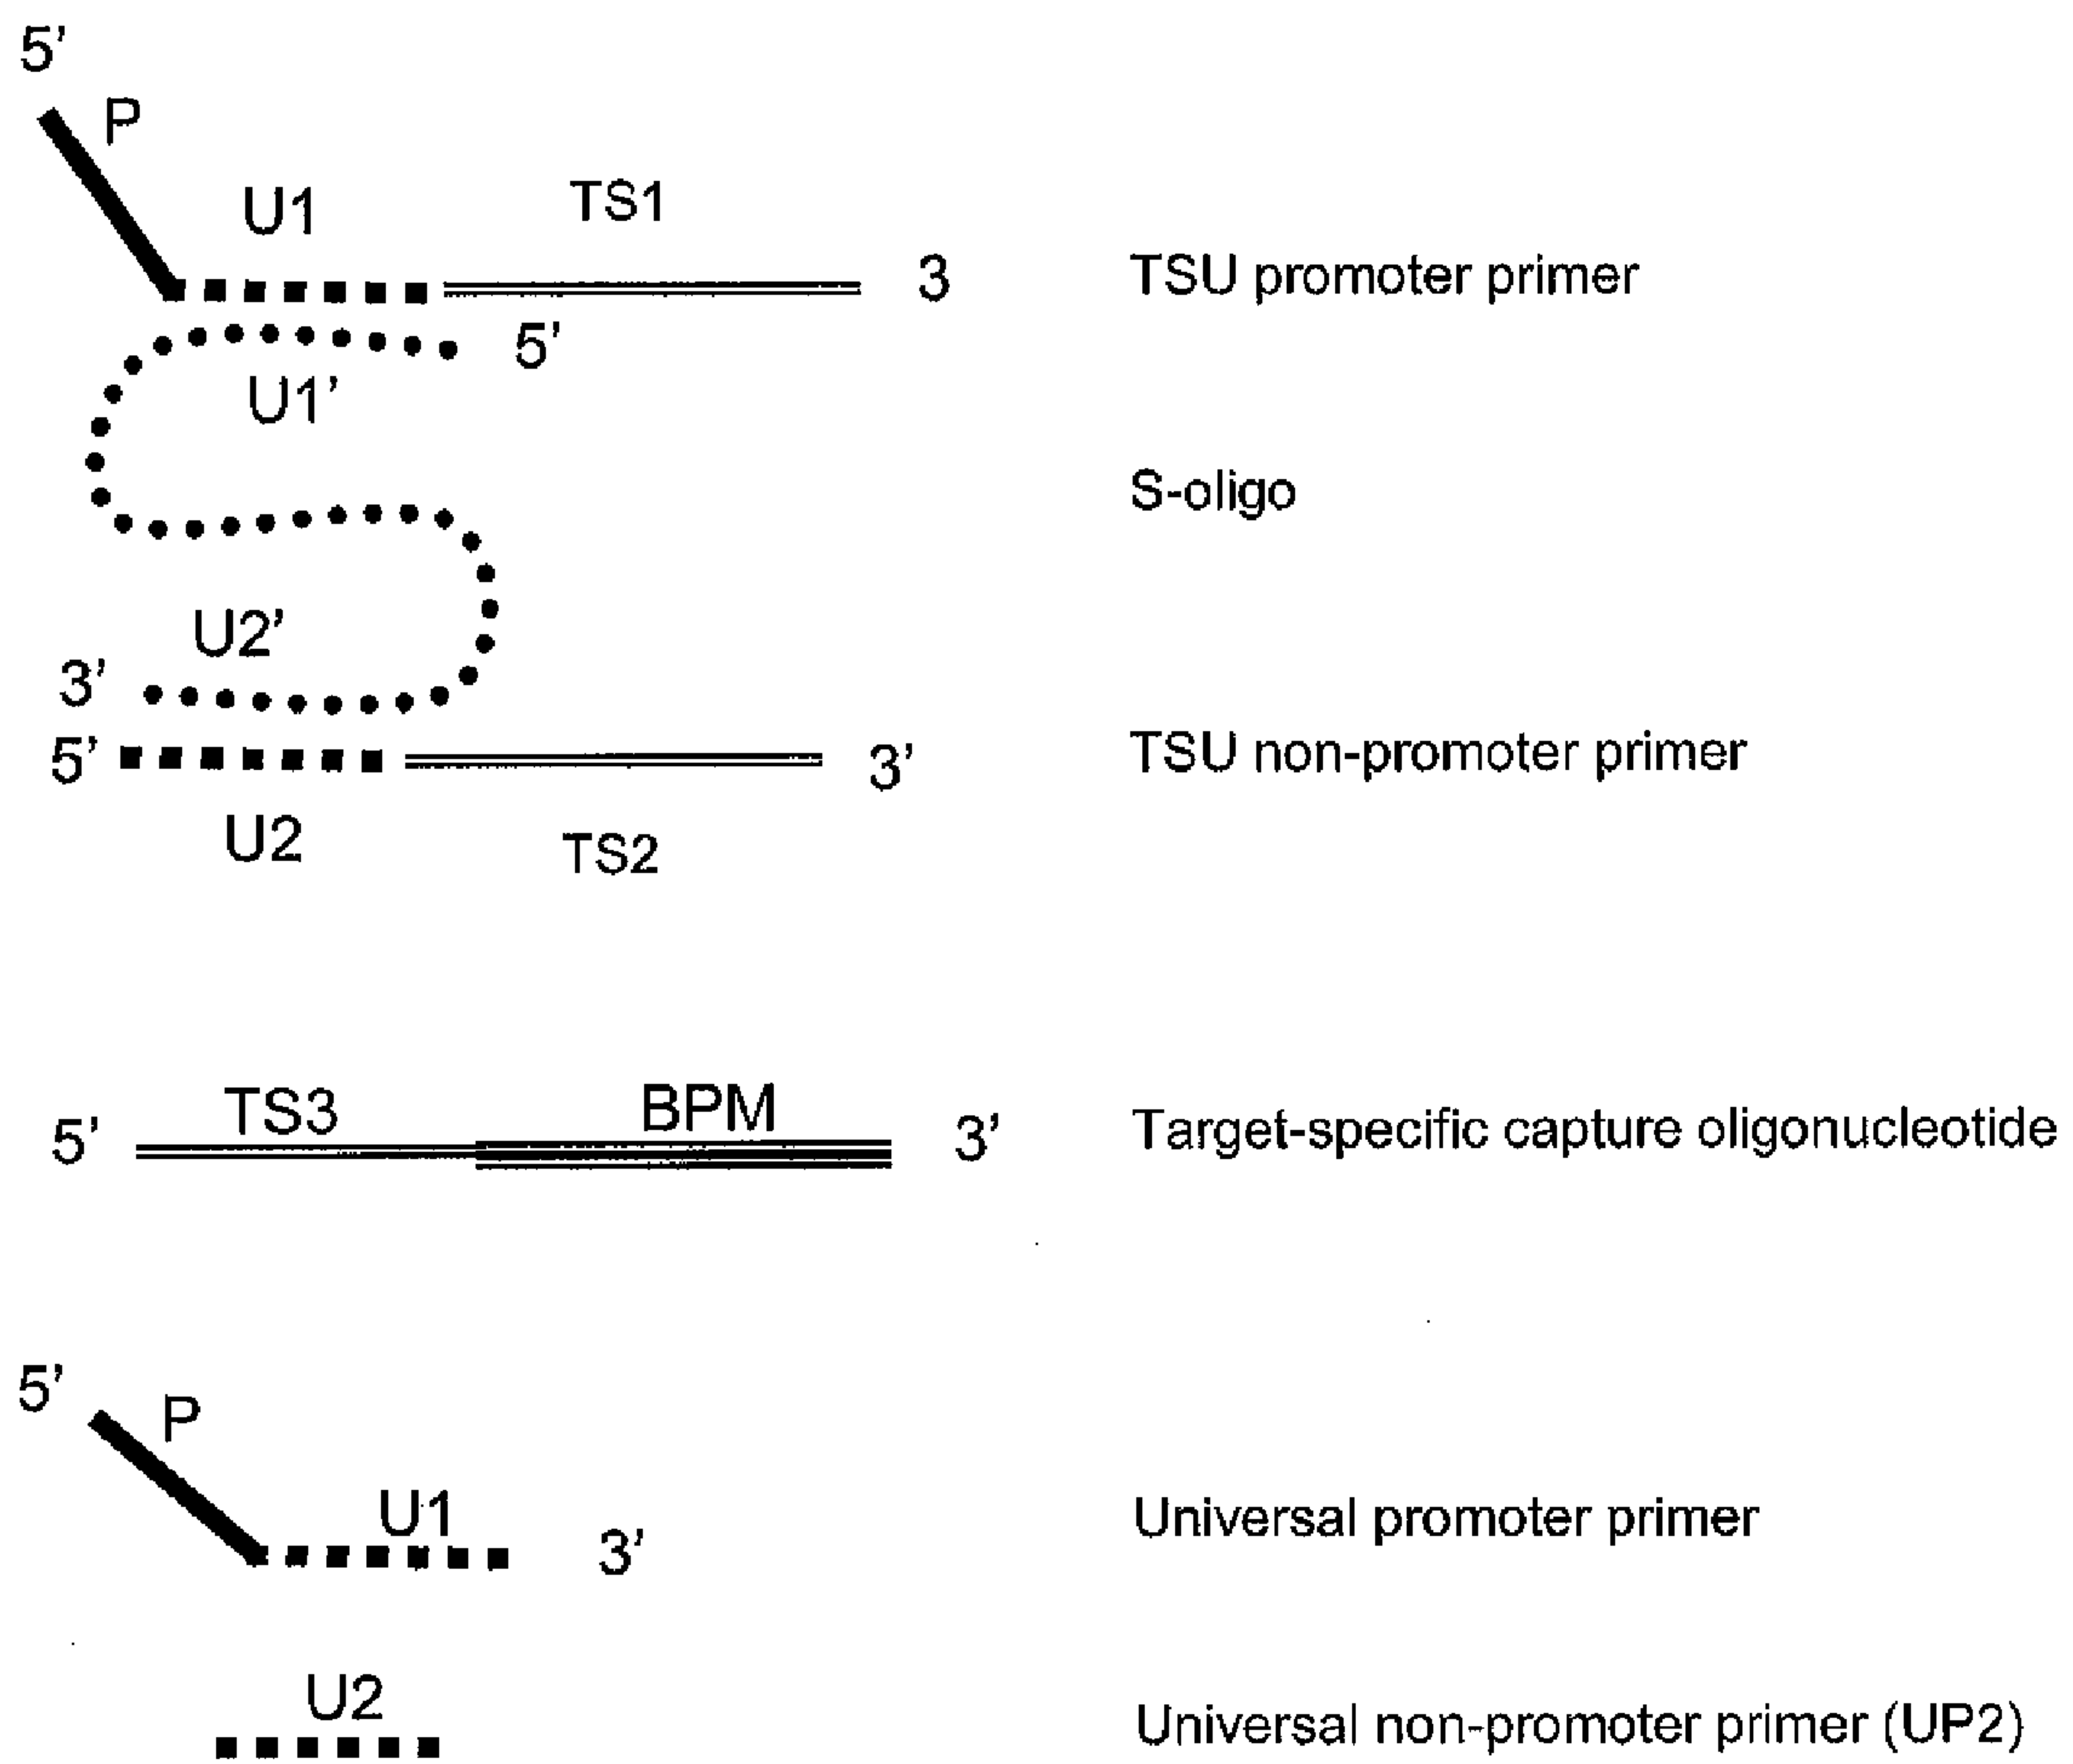 5'
P
U1
TS1
3
TSU promoter primer
5'
U1'
S-oligo
U2'
3'
5'
3'
TSU non-promoter primer
U2
TS2
5'
TS3
BPM
3'
Target-specific capture oligonucleotide
5'
P
U1
3'
Universal promoter primer
U2
Universal non-promoter primer (UP2)